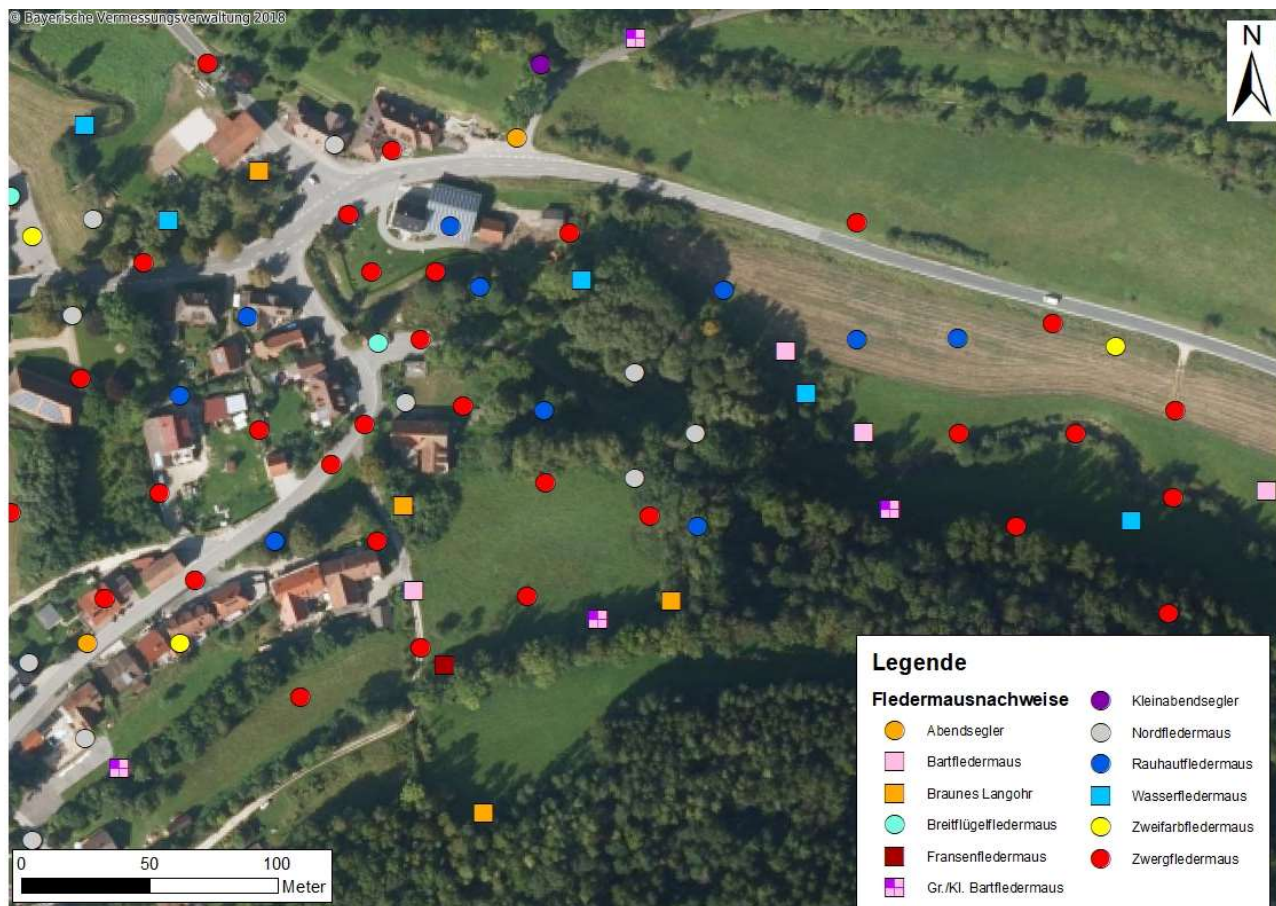 © Bayerische Vermessungsverwaltung 2018
N
Legende
Fledermausnachweise
Abendsegler
Bartfledermaus
Braunes Langohr
Breitflügelfledermaus
Fransenfledermaus
Gr./Kl. Bartfledermaus
Kleinabendsegler
Nordfledermaus
Rauhautfledermaus
Wasserfledermaus
Zweifarbfledermaus
Zwergfledermaus
0 50 100
Meter